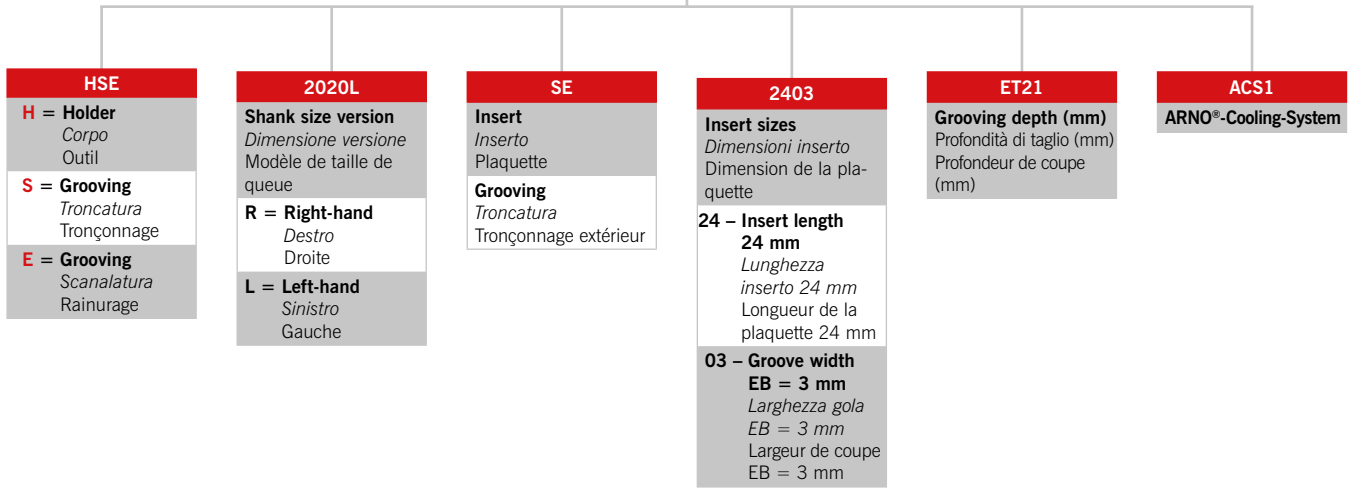 HSE
H = Holder
Corpo
Outil
S = Grooving
Troncatura
Tronçonnage
E = Grooving
Scanalatura
Rainurage
2020L
Shank size version
Dimensione versione
Modèle de taille de
queue
R = Right-hand
Destro
Droite
L = Left-hand
Sinistro
Gauche
SE
Insert
Inserto
Plaquette
Grooving
Troncatura
Tronçonnage extérieur
2403
Insert sizes
Dimensioni inserto
Dimension de la pla-
quette
24 – Insert length
24 mm
Lunghezza
inserto 24 mm
Longueur de la
plaquette 24 mm
03 – Groove width
EB = 3 mm
Larghezza gola
EB = 3 mm
Largeur de coupe
EB = 3 mm
ET21
Grooving depth (mm)
Profondità di taglio (mm)
Profondeur de coupe
(mm)
ACS1
ARNO®-Cooling-System